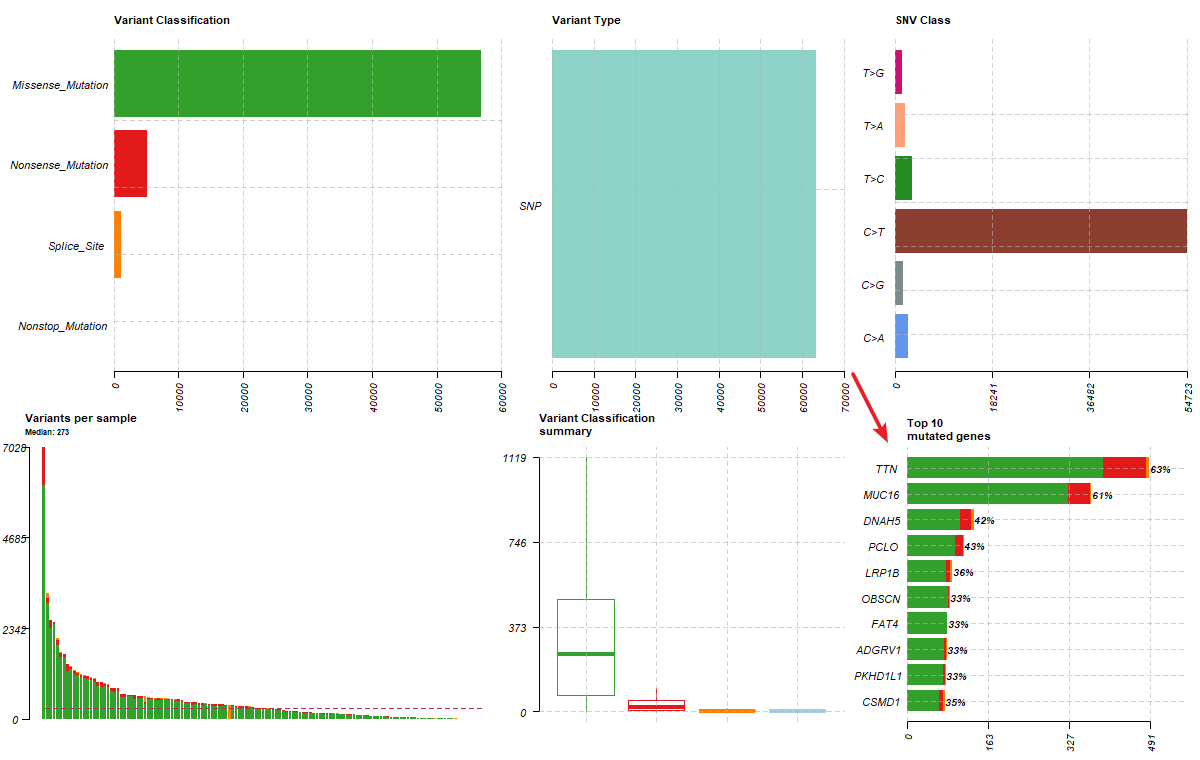 Variant Classification
Missense_Mutation
Nonsense_Mutation
Splice_Site
Nonstop_Mutation
0
10000
20000
30000
40000
50000
60000
Variant Type
SNP
0
10000
20000
30000
40000
50000
60000
70000
SNV Class
T>G
T>A
T>C
C>T
C>G
C>A
0
18241
36482
54723
Variants per sample
Median: 273
7028
4685
2342
0
Variant Classification
summary
1119
746
373
0
Top 10
mutated genes
TTN 63%
MUC16 61%
DNAH5 42%
PCLO 43%
LRP1B 36%
OBSCN 33%
FAT4 33%
ADGRV1 33%
PKHD1L1 33%
CSMD1 35%
0
163
327
491